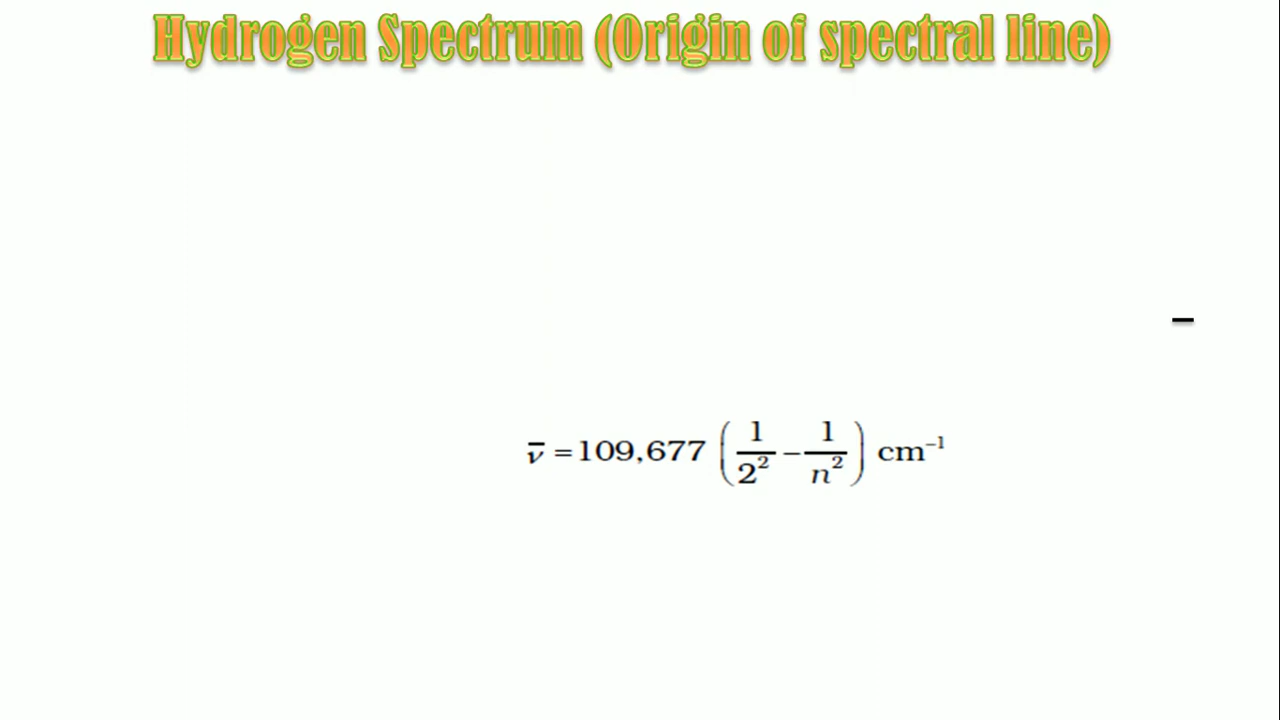 Hydrogen Spectrum (Origin of spectral line)
–
ν̅ = 109,677 (1/2² − 1/n²) cm⁻¹